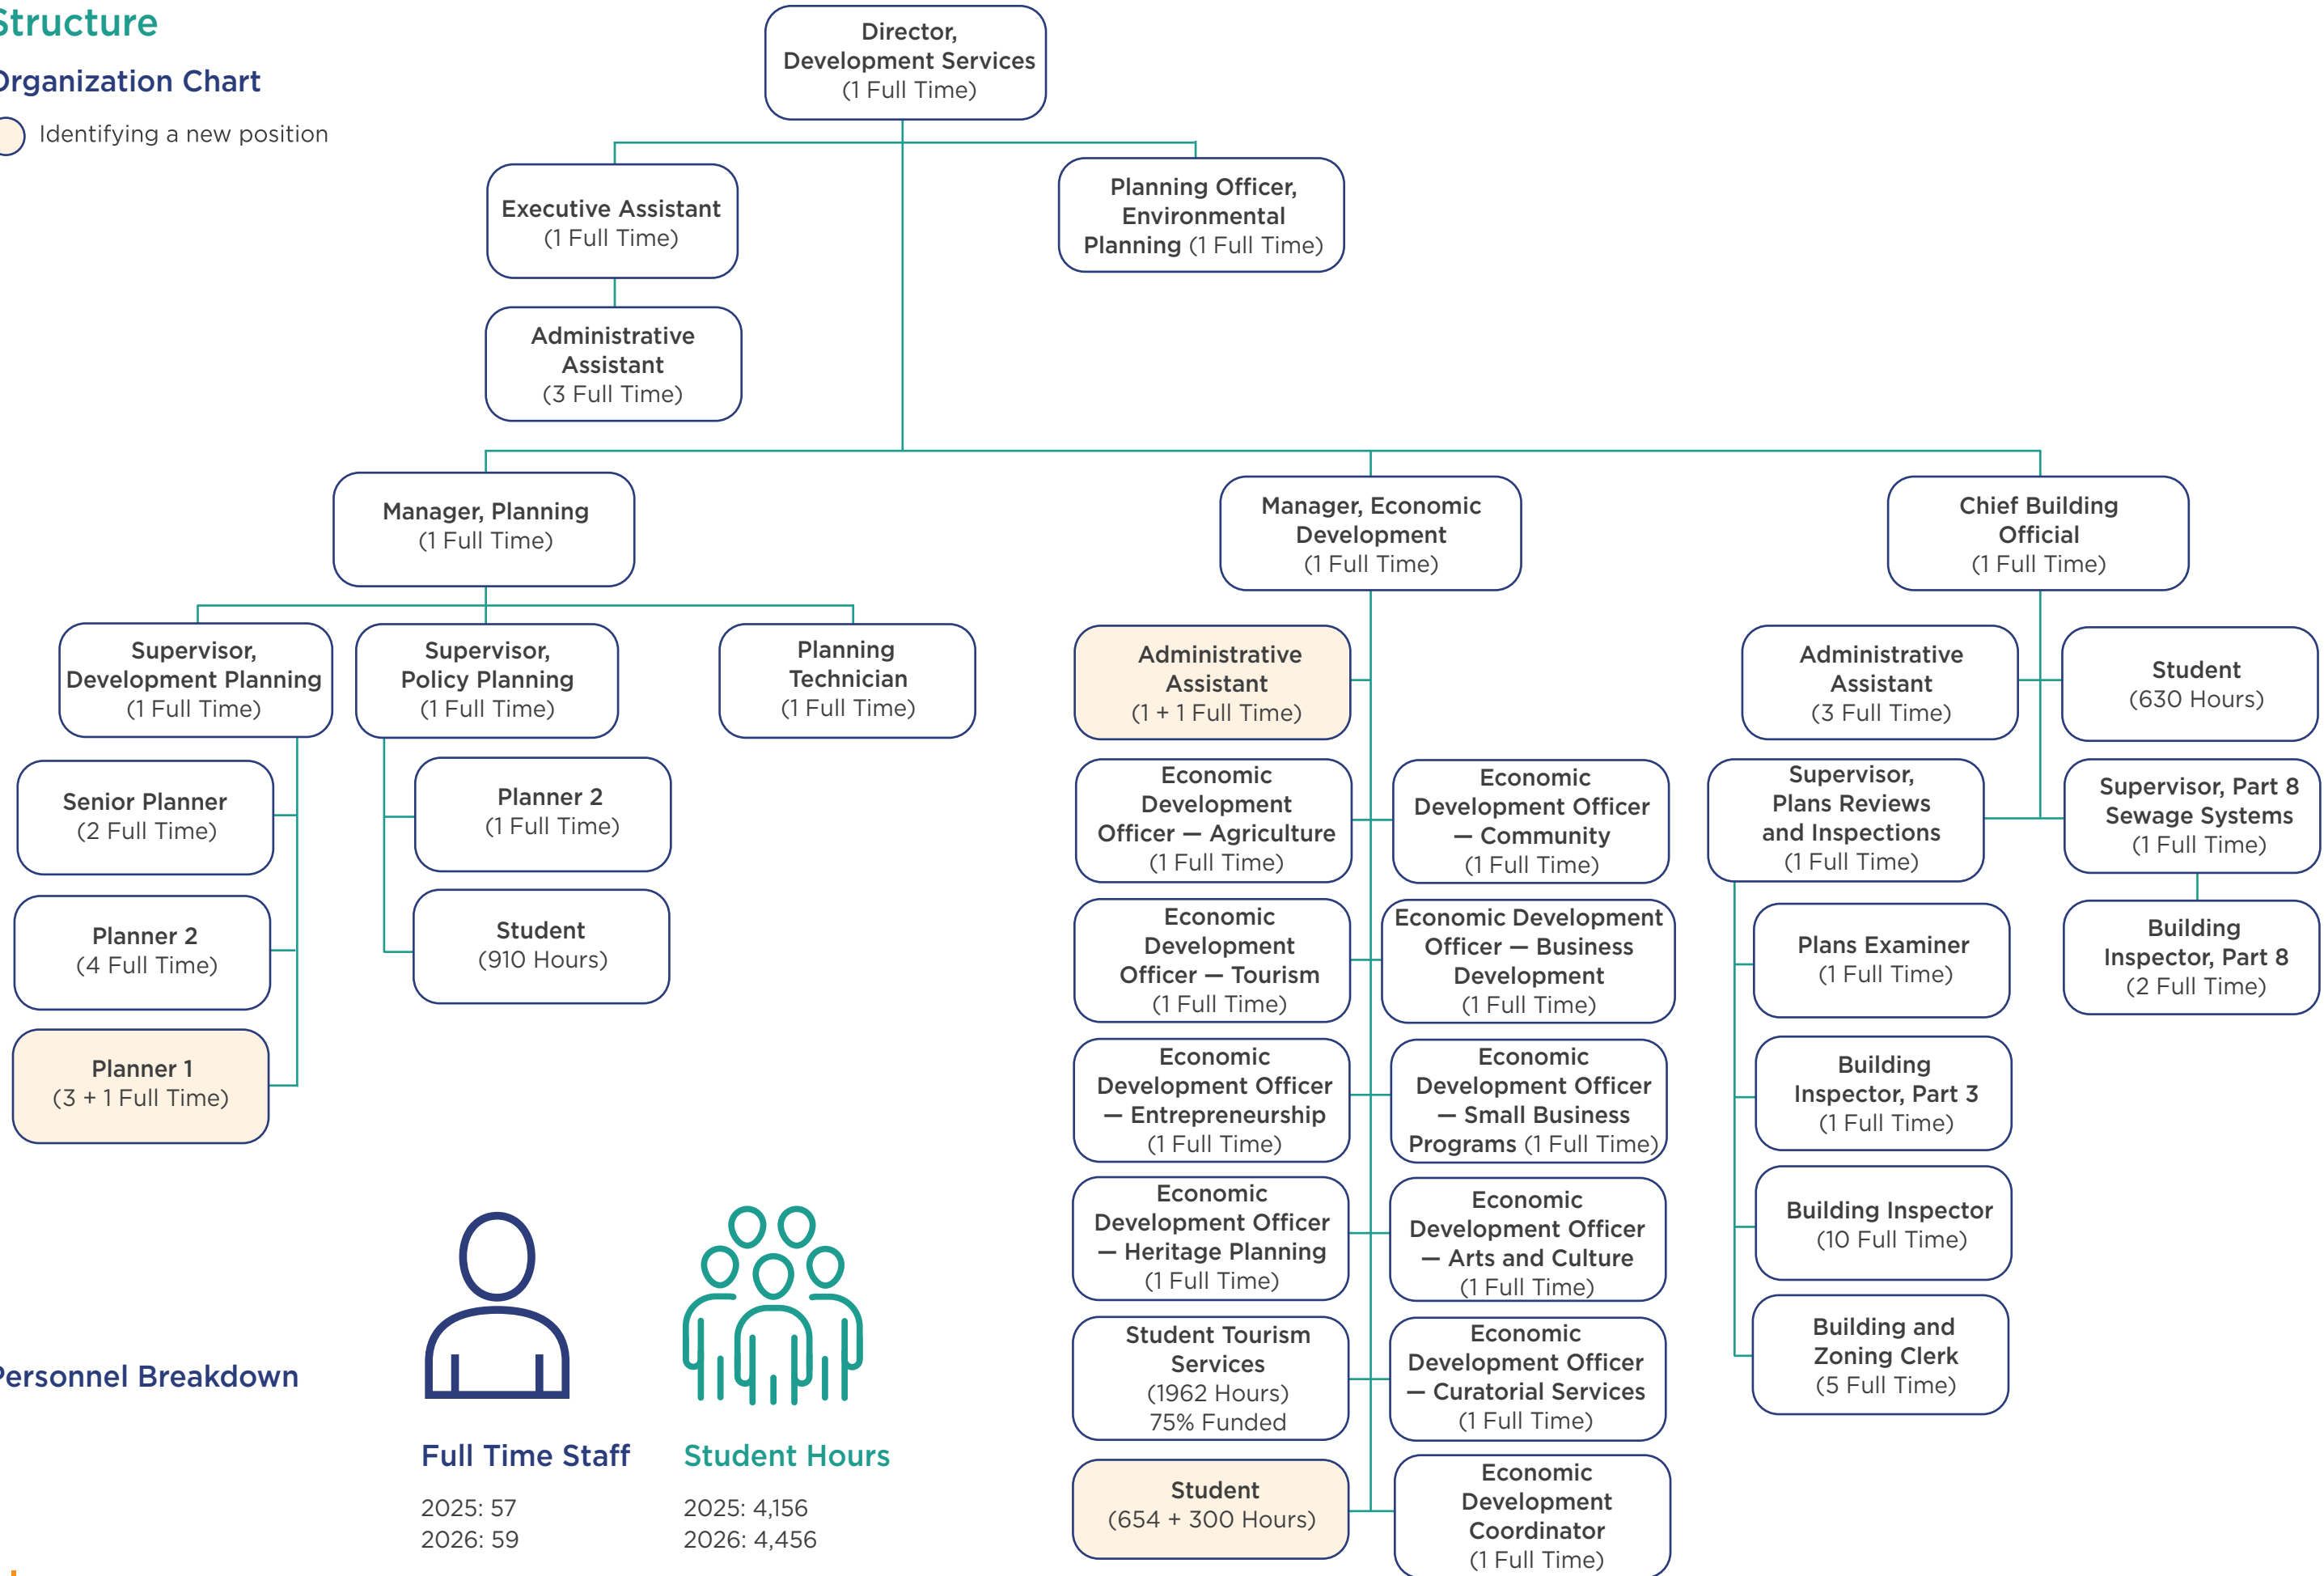 Structure
Organization Chart
Identifying a new position
Director,
Development Services
(1 Full Time)
Executive Assistant
(1 Full Time)
Planning Officer,
Environmental
Planning (1 Full Time)
Administrative
Assistant
(3 Full Time)
Manager, Planning
(1 Full Time)
Manager, Economic
Development
(1 Full Time)
Chief Building
Official
(1 Full Time)
Supervisor,
Development Planning
(1 Full Time)
Supervisor,
Policy Planning
(1 Full Time)
Planning
Technician
(1 Full Time)
Senior Planner
(2 Full Time)
Planner 2
(4 Full Time)
Planner 1
(3 + 1 Full Time)
Planner 2
(1 Full Time)
Student
(910 Hours)
Administrative
Assistant
(1 + 1 Full Time)
Economic
Development
Officer — Agriculture
(1 Full Time)
Economic
Development Officer
— Community
(1 Full Time)
Economic
Development
Officer — Tourism
(1 Full Time)
Economic Development
Officer — Business
Development
(1 Full Time)
Economic
Development Officer
— Entrepreneurship
(1 Full Time)
Economic
Development Officer
— Small Business
Programs (1 Full Time)
Economic
Development Officer
— Heritage Planning
(1 Full Time)
Economic
Development Officer
— Arts and Culture
(1 Full Time)
Student Tourism
Services
(1962 Hours)
75% Funded
Economic
Development Officer
— Curatorial Services
(1 Full Time)
Student
(654 + 300 Hours)
Economic
Development
Coordinator
(1 Full Time)
Administrative
Assistant
(3 Full Time)
Student
(630 Hours)
Supervisor,
Plans Reviews
and Inspections
(1 Full Time)
Supervisor, Part 8
Sewage Systems
(1 Full Time)
Plans Examiner
(1 Full Time)
Building
Inspector, Part 8
(2 Full Time)
Building
Inspector, Part 3
(1 Full Time)
Building Inspector
(10 Full Time)
Building and
Zoning Clerk
(5 Full Time)
Personnel Breakdown
Full Time Staff
2025: 57
2026: 59
Student Hours
2025: 4,156
2026: 4,456